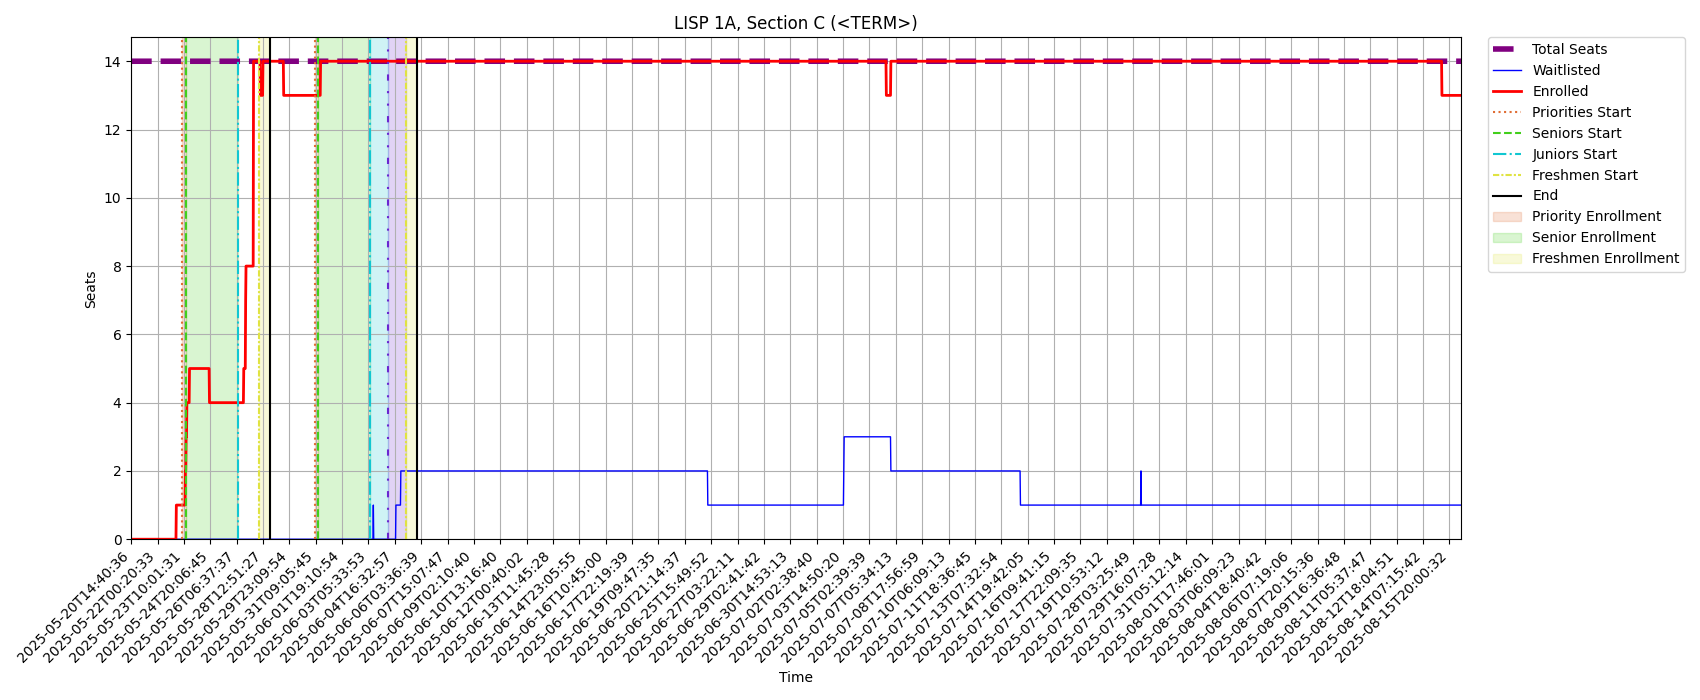 LISP 1A, Section C (<TERM>)
Total Seats
Waitlisted
Enrolled
Priorities Start
Seniors Start
Juniors Start
Freshmen Start
End
Priority Enrollment
Senior Enrollment
Freshmen Enrollment
Seats
14
12
10
8
6
4
2
0
2025-05-20T14:40:36
2025-05-22T00:20:33
2025-05-23T10:01:31
2025-05-24T20:06:45
2025-05-26T06:37:37
2025-05-28T12:51:27
2025-05-29T23:09:54
2025-05-31T09:05:45
2025-06-01T19:10:54
2025-06-03T05:33:53
2025-06-04T16:32:57
2025-06-06T03:36:39
2025-06-07T15:07:47
2025-06-09T02:10:40
2025-06-10T13:16:40
2025-06-12T00:40:02
2025-06-13T11:45:28
2025-06-14T23:05:55
2025-06-16T10:45:00
2025-06-17T22:19:39
2025-06-19T09:47:35
2025-06-20T21:14:37
2025-06-25T15:49:52
2025-06-27T03:22:11
2025-06-29T02:41:42
2025-06-30T14:53:13
2025-07-02T02:38:40
2025-07-03T14:50:20
2025-07-05T02:39:39
2025-07-07T05:34:13
2025-07-08T17:56:59
2025-07-10T06:09:13
2025-07-11T18:36:45
2025-07-13T07:32:54
2025-07-14T19:42:05
2025-07-16T09:41:15
2025-07-17T22:09:35
2025-07-19T10:53:12
2025-07-28T03:25:49
2025-07-29T16:07:28
2025-07-31T05:12:14
2025-08-01T17:46:01
2025-08-03T06:09:23
2025-08-04T18:40:42
2025-08-06T07:19:06
2025-08-07T20:15:36
2025-08-09T16:36:48
2025-08-11T05:37:47
2025-08-12T18:04:51
2025-08-14T07:15:42
2025-08-15T20:00:32
Time